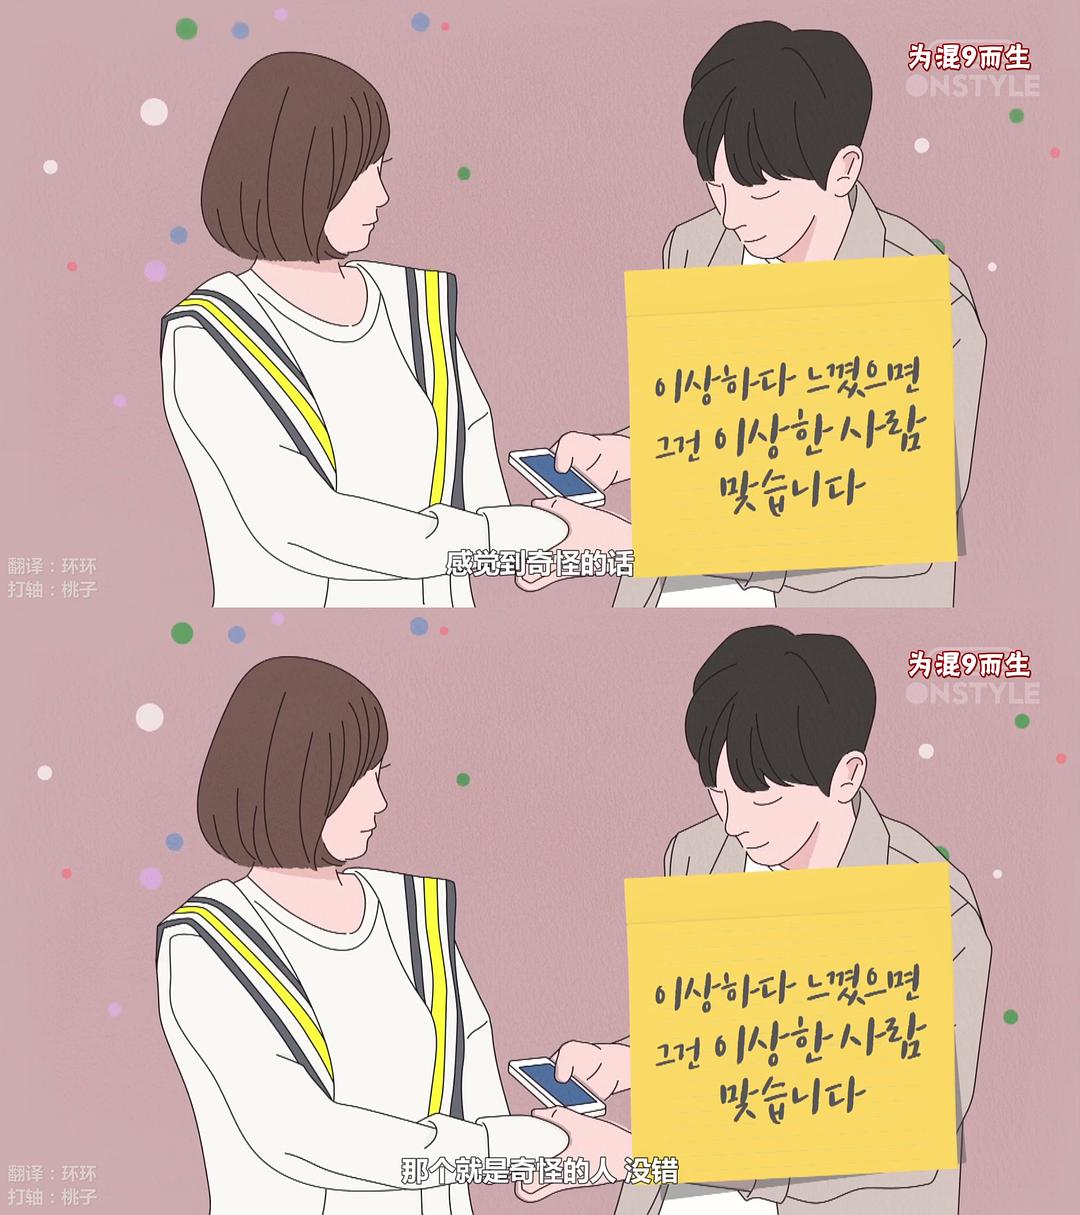 为混9而生
ONSTYLE
이상하다 느꼈으면
그건 이상한 사람
맞습니다
感觉到奇怪的话
翻译：环环
打轴：桃子
为混9而生
ONSTYLE
이상하다 느꼈으면
그건 이상한 사람
맞습니다
那个就是奇怪的人 没错
翻译：环环
打轴：桃子